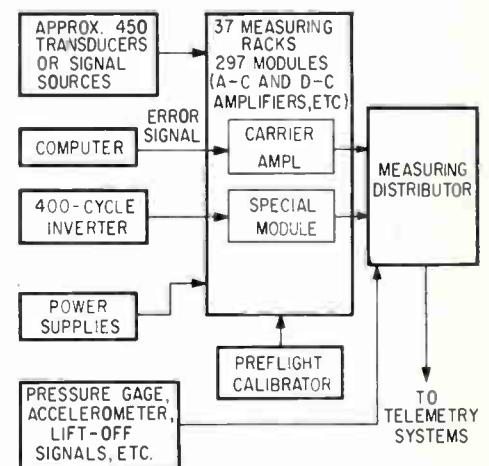 APPROX. 450
TRANSDUCERS
OR SIGNAL
SOURCES
37 MEASURING
RACKS
297 MODULES
(A-C AND D-C
AMPLIFIERS, ETC)
ERROR
SIGNAL
COMPUTER
CARRIER
AMPL
MEASURING
DISTRIBUTOR
400-CYCLE
INVERTER
SPECIAL
MODULE
POWER
SUPPLIES
PREFLIGHT
CALIBRATOR
PRESSURE GAGE,
ACCELEROMETER,
LIFT-OFF
SIGNALS, ETC.
TO
TELEMETRY
SYSTEMS